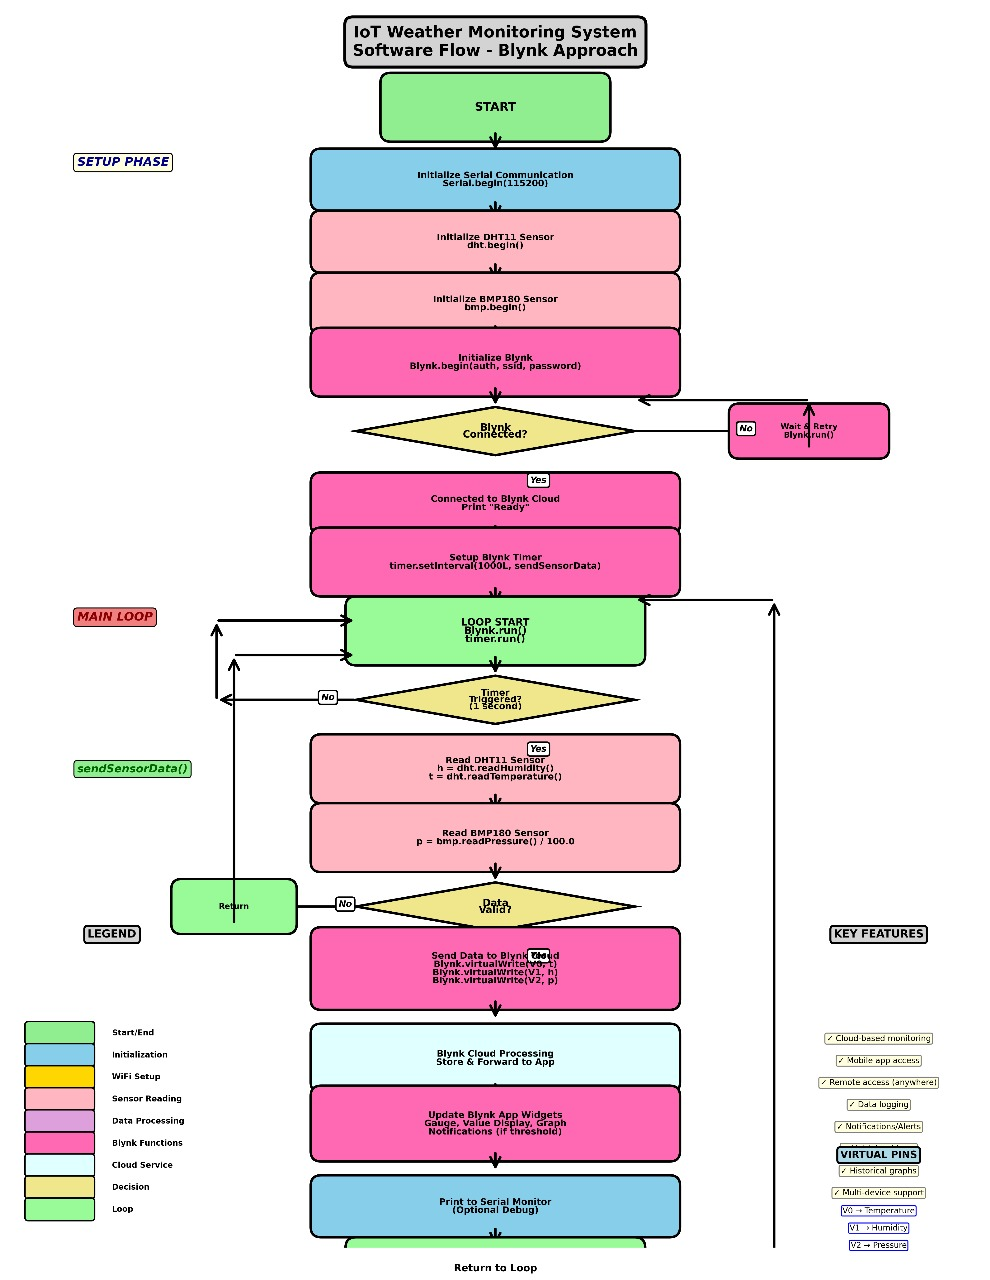 IoT Weather Monitoring System
Software Flow - Blynk Approach
START
SETUP PHASE
Initialize Serial Communication
Serial.begin(115200)
Initialize DHT11 Sensor
dht.begin()
Initialize BMP180 Sensor
bmp.begin()
Initialize Blynk
Blynk.begin(auth, ssid, password)
Blynk
Connected?
No
Wait & Retry
Blynk.run()
Yes
Connected to Blynk Cloud
Print "Ready"
Setup Blynk Timer
timer.setInterval(1000L, sendSensorData)
MAIN LOOP
LOOP START
Blynk.run()
timer.run()
Timer
Triggered?
(1 second)
No
Yes
sendSensorData()
Read DHT11 Sensor
h = dht.readHumidity()
t = dht.readTemperature()
Read BMP180 Sensor
p = bmp.readPressure() / 100.0
Data
Valid?
No
Return
Yes
Send Data to Blynk Cloud
Blynk.virtualWrite(V0, t)
Blynk.virtualWrite(V1, h)
Blynk.virtualWrite(V2, p)
Blynk Cloud Processing
Store & Forward to App
Update Blynk App Widgets
Gauge, Value Display, Graph
Notifications (if threshold)
Print to Serial Monitor
(Optional Debug)
Return to Loop
LEGEND
Start/End
Initialization
WiFi Setup
Sensor Reading
Data Processing
Blynk Functions
Cloud Service
Decision
Loop
KEY FEATURES
✓ Cloud-based monitoring
✓ Mobile app access
✓ Remote access (anywhere)
✓ Data logging
✓ Notifications/Alerts
VIRTUAL PINS
✓ Historical graphs
✓ Multi-device support
V0 → Temperature
V1 → Humidity
V2 → Pressure